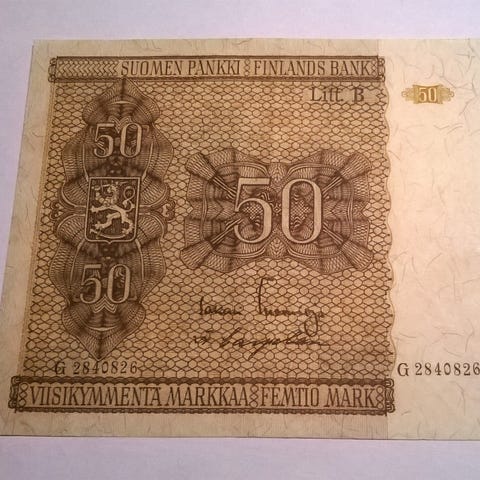 SUOMEN PANKKI FINLANDS BANK
Litt. B
50
50
50
50
G 2840826
G 2840826
VIISIKYMMENTÄ MARKKAA FEMTIO MARK